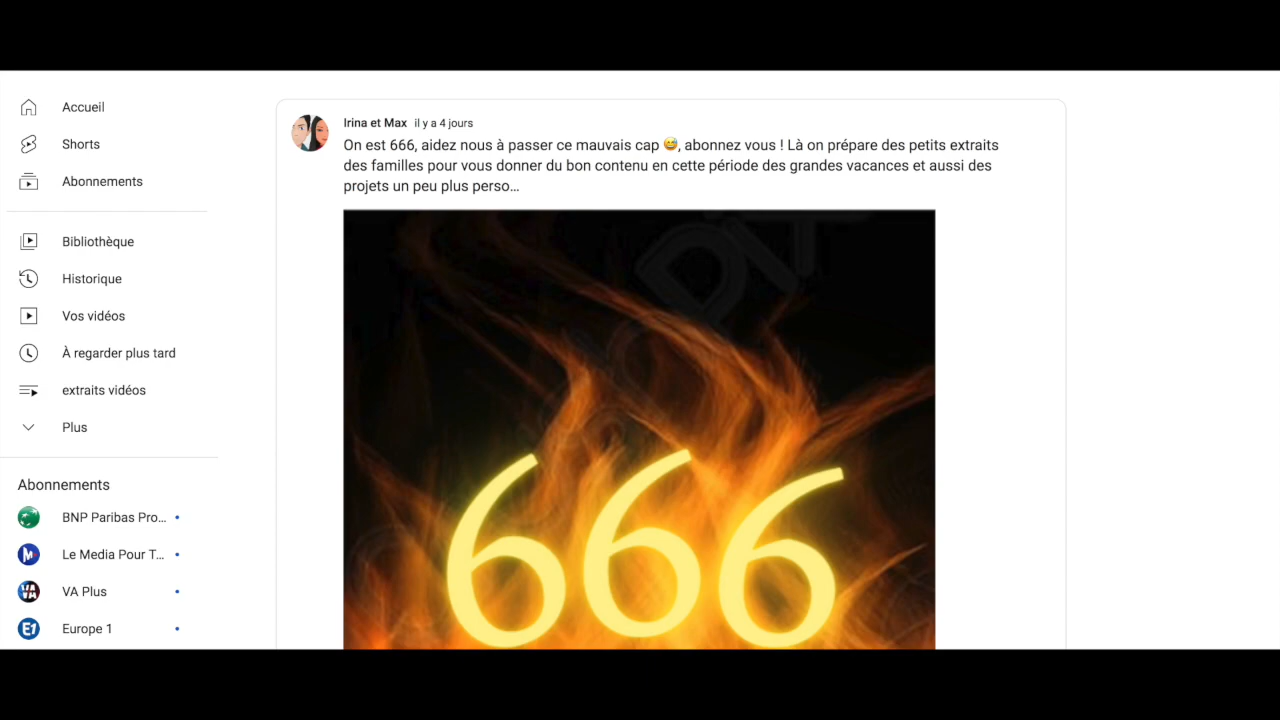 Accueil
Shorts
Abonnements
Bibliothèque
Historique
Vos vidéos
À regarder plus tard
extraits vidéos
Plus
Abonnements
BNP Paribas Pro...
Le Media Pour T...
VA Plus
Europe 1
Irina et Max il y a 4 jours
On est 666, aidez nous à passer ce mauvais cap 😅, abonnez vous ! Là on prépare des petits extraits
des familles pour vous donner du bon contenu en cette période des grandes vacances et aussi des
projets un peu plus perso...
666